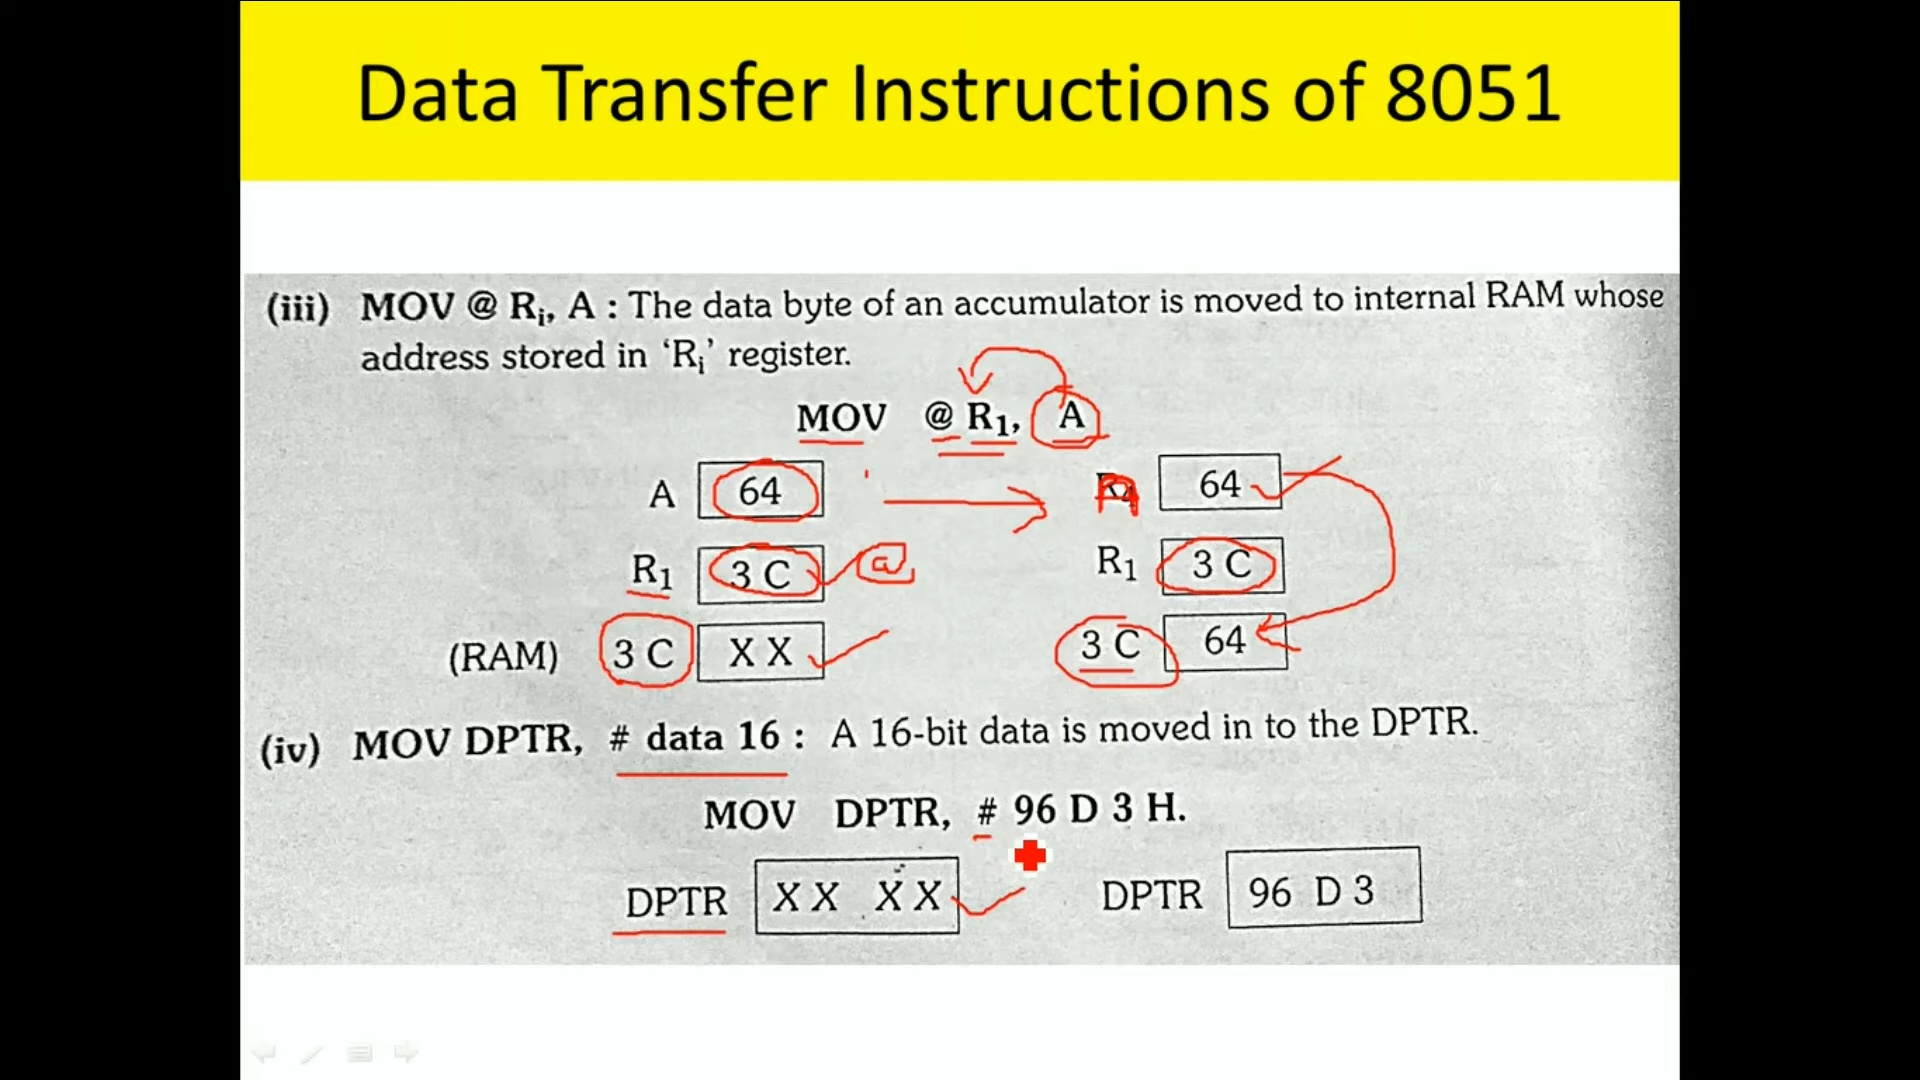 Data Transfer Instructions of 8051
(iii) MOV @ Ri, A : The data byte of an accumulator is moved to internal RAM whose
address stored in ‘Ri’ register.
MOV @ R1, A
A 64 A 64
R1 3 C @ R1 3 C
(RAM) 3 C X X 3 C 64
(iv) MOV DPTR, # data 16 : A 16-bit data is moved in to the DPTR.
MOV DPTR, # 96 D 3 H.
DPTR X X X X DPTR 96 D 3